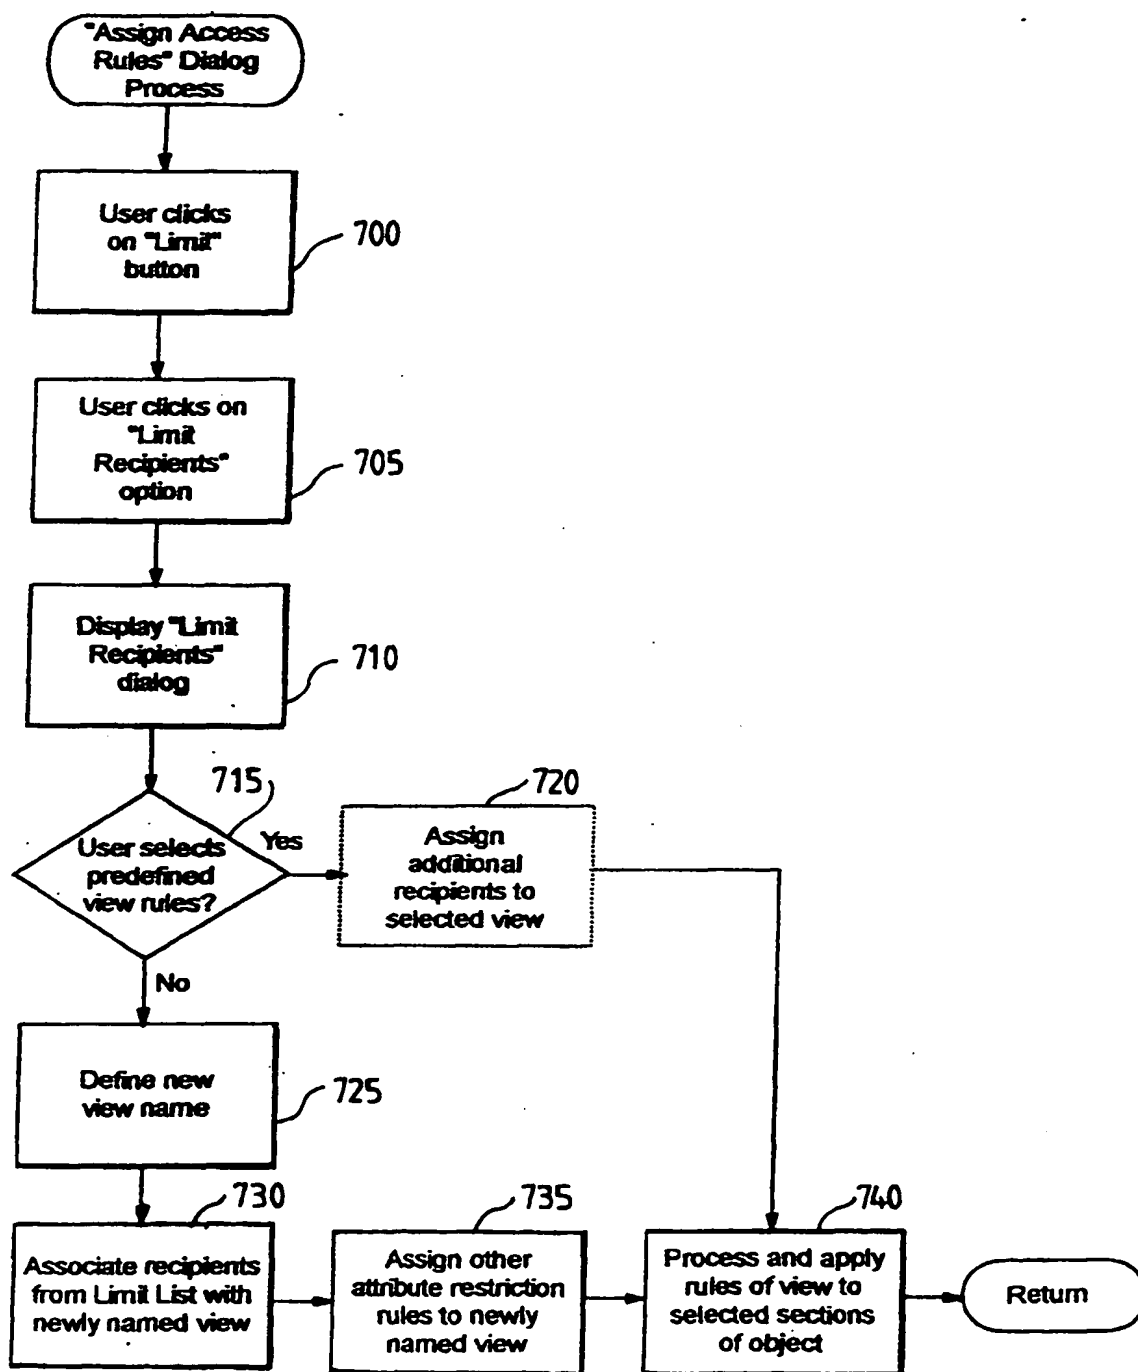 "Assign Access
Rules" Dialog
Process
User clicks
on "Limit"
button
700
User clicks on
"Limit
Recipients"
option
705
Display "Limit
Recipients"
dialog
710
715
User selects
predefined
view rules?
Yes
720
Assign
additional
recipients to
selected view
No
Define new
view name
725
730
Associate recipients
from Limit List with
newly named view
735
Assign other
attribute restriction
rules to newly
named view
740
Process and apply
rules of view to
selected sections
of object
Return